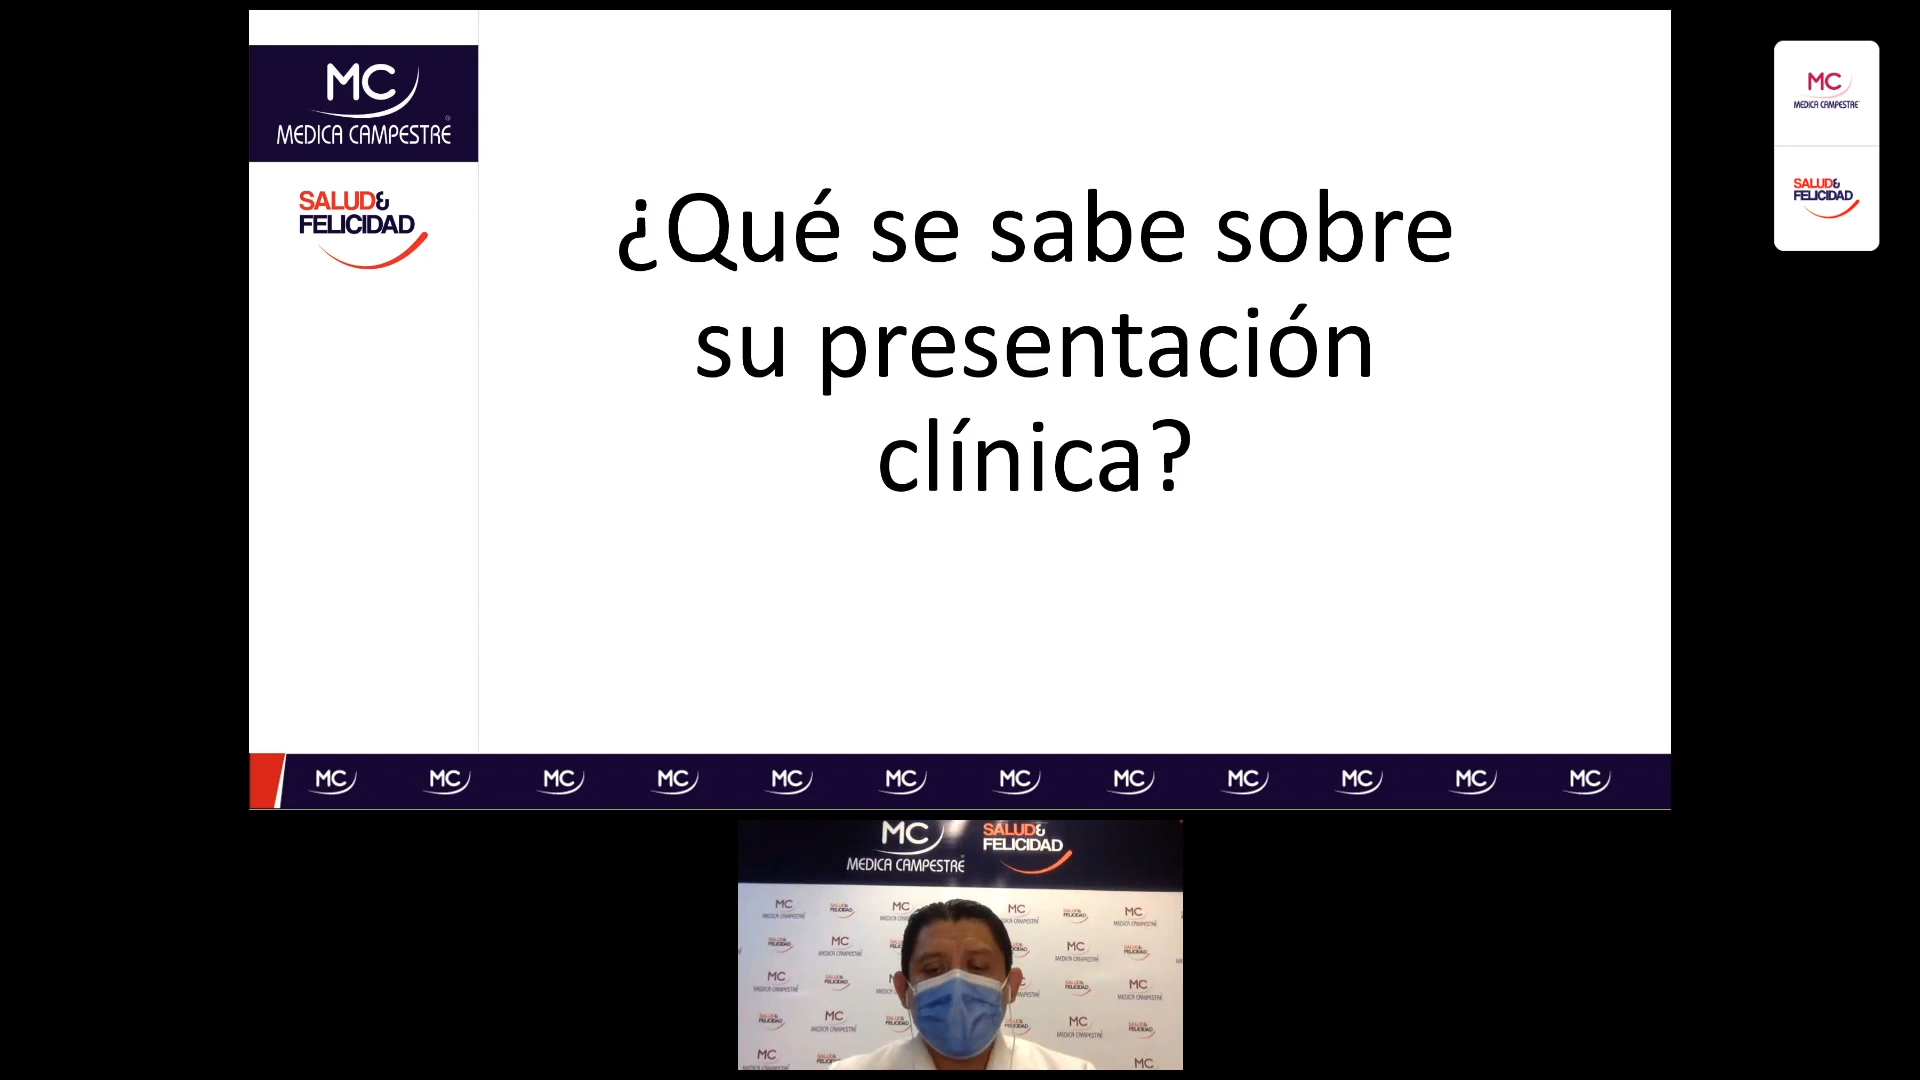 MC
MEDICA CAMPESTRE
SALUD&
FELICIDAD
¿Qué se sabe sobre
su presentación
clínica?
MC
MEDICA CAMPESTRE
SALUD&
FELICIDAD
MC MC MC MC MC MC MC MC MC MC MC MC
MC
MEDICA CAMPESTRE
SALUD&
FELICIDAD